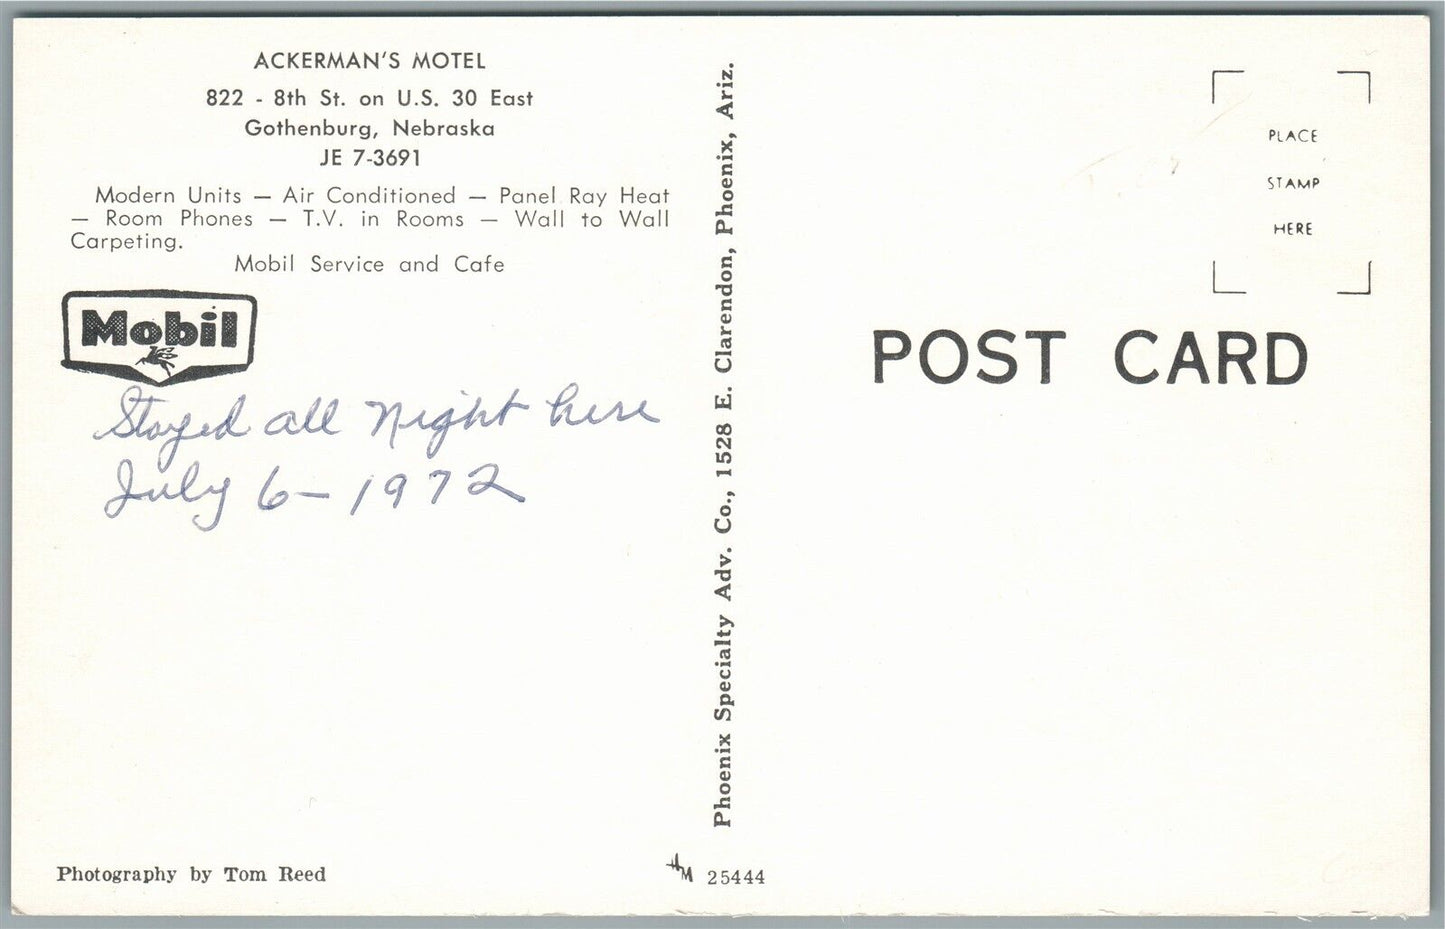 ACKERMAN'S MOTEL
822 - 8th St. on U.S. 30 East
Gothenburg, Nebraska
JE 7-3691
Modern Units — Air Conditioned — Panel Ray Heat
— Room Phones — T.V. in Rooms — Wall to Wall
Carpeting.
Mobil Service and Cafe
Mobil
Stayed all Night here
July 6-1972
Photography by Tom Reed
Phoenix Specialty Adv. Co., 1528 E. Clarendon, Phoenix, Ariz.
25444
PLACE
STAMP
HERE
POST CARD